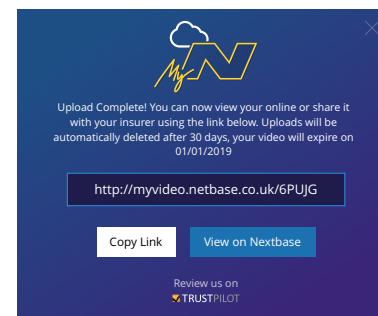 My N
Upload Complete! You can now view your online or share it
with your insurer using the link below. Uploads will be
automatically deleted after 30 days, your video will expire on
01/01/2019
http://myvideo.netbase.co.uk/6PUJG
Copy Link View on Nextbase
Review us on
TRUSTPILOT